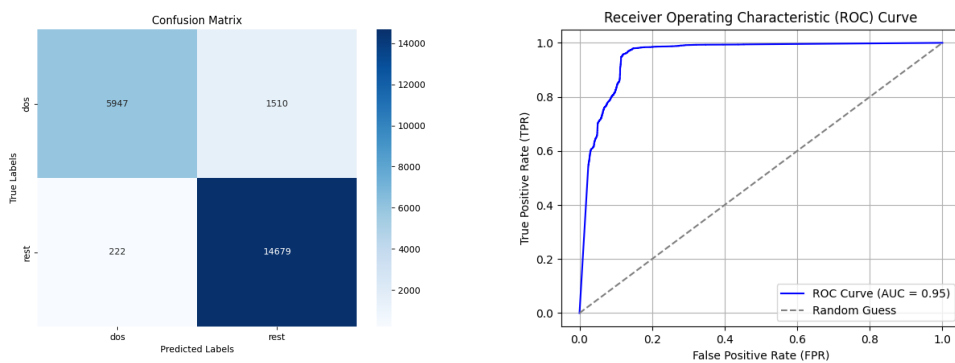 Confusion Matrix
True Labels
dos
rest
5947
1510
222
14679
dos
rest
Predicted Labels
14000
12000
10000
8000
6000
4000
2000
Receiver Operating Characteristic (ROC) Curve
True Positive Rate (TPR)
1.0
0.8
0.6
0.4
0.2
0.0
ROC Curve (AUC = 0.95)
Random Guess
0.0
0.2
0.4
0.6
0.8
1.0
False Positive Rate (FPR)